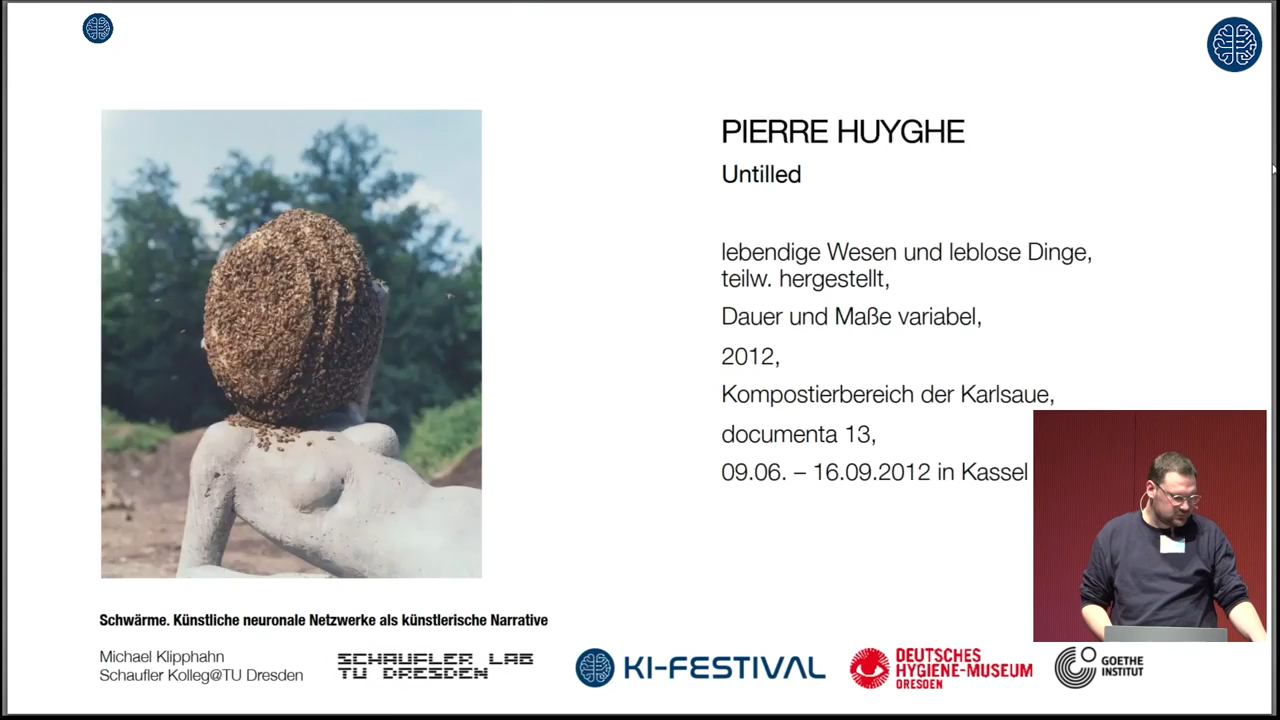 PIERRE HUYGHE
Untilled
lebendige Wesen und leblose Dinge,
teilw. hergestellt,
Dauer und Maße variabel,
2012,
Kompostierbereich der Karlsaue,
documenta 13,
09.06. – 16.09.2012 in Kassel
Schwärme. Künstliche neuronale Netzwerke als künstlerische Narrative
Michael Klipphahn
Schaufler Kolleg@TU Dresden
SCHAUFLER LAB
TU DRESDEN
KI-FESTIVAL
DEUTSCHES
HYGIENE-MUSEUM
DRESDEN
GOETHE
INSTITUT